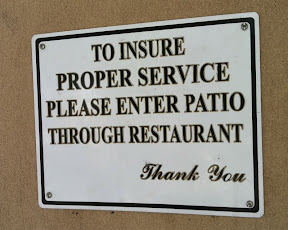 TO INSURE
PROPER SERVICE
PLEASE ENTER PATIO
THROUGH RESTAURANT
Thank You